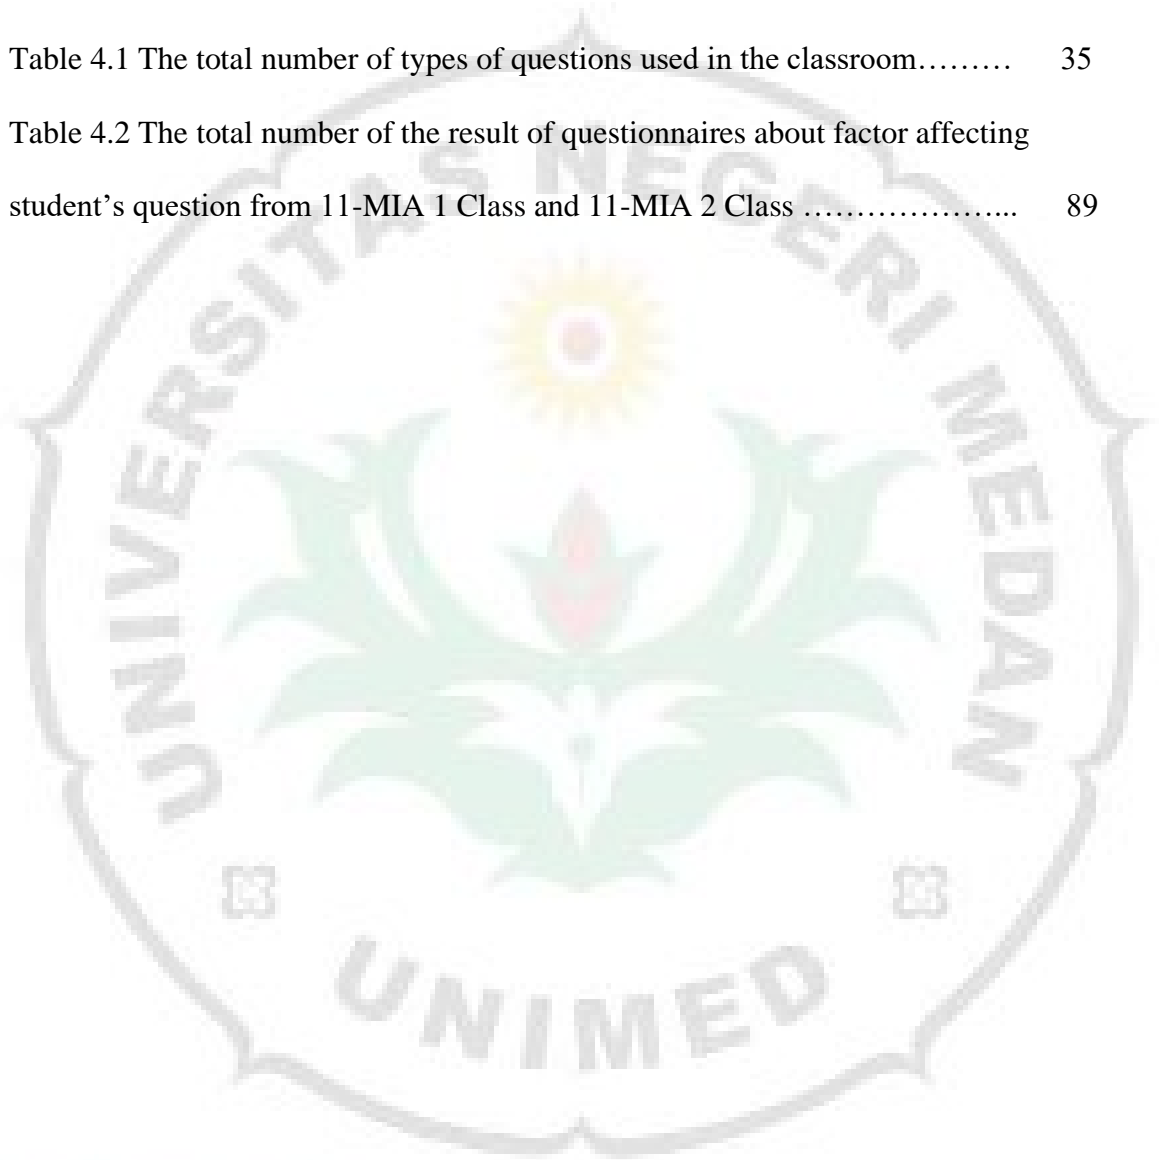 Table 4.1 The total number of types of questions used in the classroom……… 35
Table 4.2 The total number of the result of questionnaires about factor affecting
student’s question from 11-MIA 1 Class and 11-MIA 2 Class ………………... 89
UNIVERSITAS NEGERI MEDAN
UNIMED